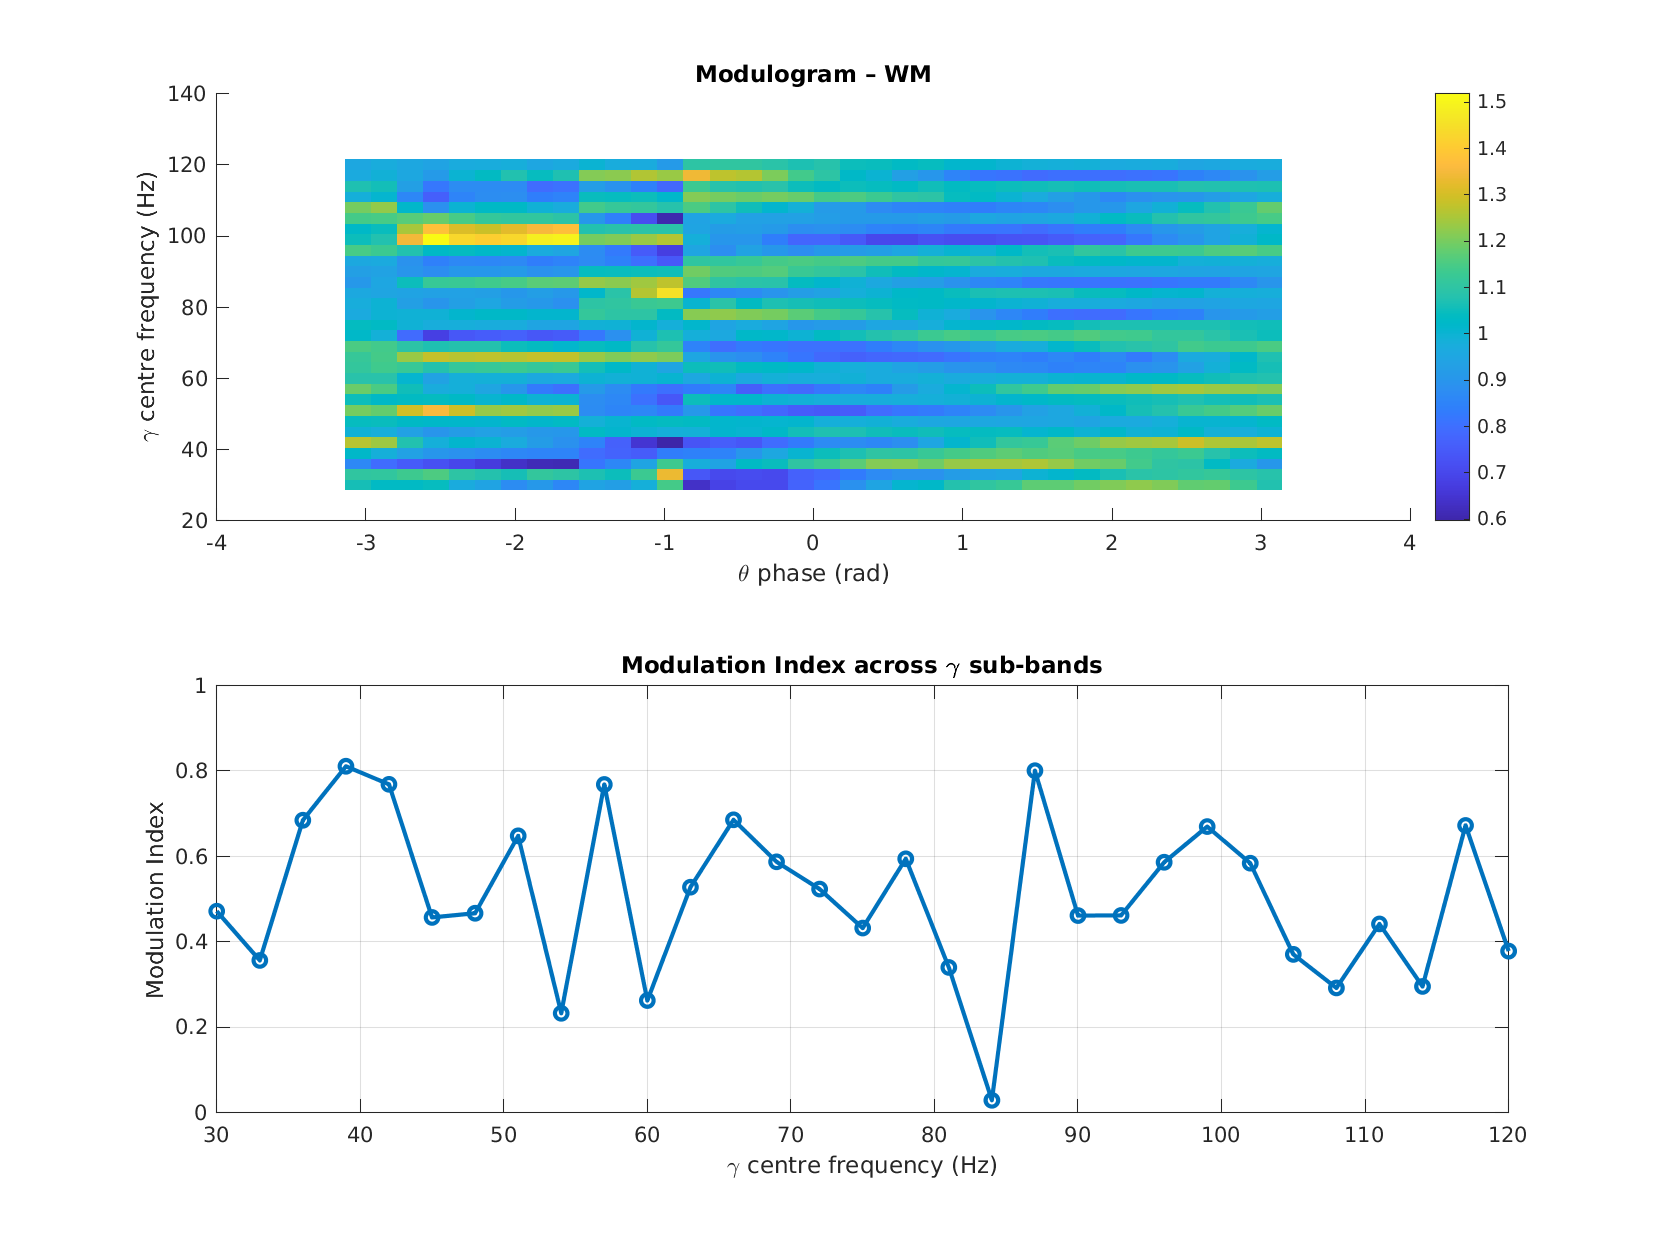 Modulogram – WM
140
120
100
80
60
40
20
γ centre frequency (Hz)
-4 -3 -2 -1 0 1 2 3 4
θ phase (rad)
1.5
1.4
1.3
1.2
1.1
1
0.9
0.8
0.7
0.6
Modulation Index across γ sub-bands
1
0.8
0.6
0.4
0.2
0
Modulation Index
30 40 50 60 70 80 90 100 110 120
γ centre frequency (Hz)